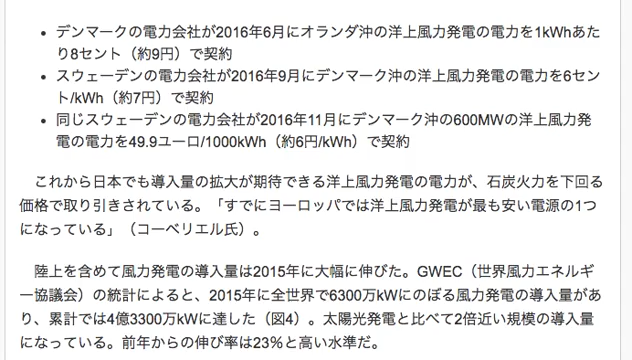 • デンマークの電力会社が2016年6月にオランダ沖の洋上風力発電の電力を1kWhあた
り8セント（約9円）で契約
• スウェーデンの電力会社が2016年9月にデンマーク沖の洋上風力発電の電力を6セン
ト/kWh（約7円）で契約
• 同じスウェーデンの電力会社が2016年11月にデンマーク沖の600MWの洋上風力発
電の電力を49.9ユーロ/1000kWh（約6円/kWh）で契約
これから日本でも導入量の拡大が期待できる洋上風力発電の電力が、石炭火力を下回る
価格で取り引きされている。「すでにヨーロッパでは洋上風力発電が最も安い電源の1つ
になっている」（コーベリエル氏）。
陸上を含めて風力発電の導入量は2015年に大幅に伸びた。GWEC（世界風力エネルギ
ー協議会）の統計によると、2015年に全世界で6300万kWにのぼる風力発電の導入量があ
り、累計では4億3300万kWに達した（図4）。太陽光発電と比べて2倍近い規模の導入量
になっている。前年からの伸び率は23％と高い水準だ。